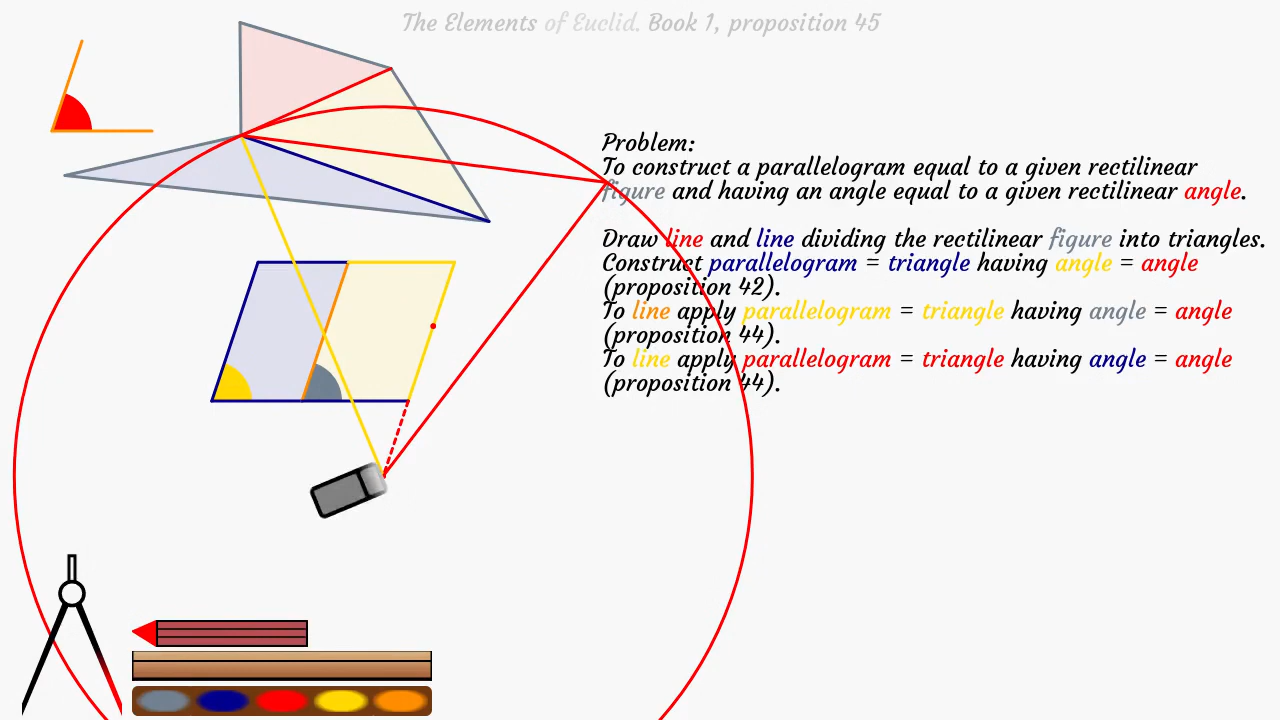 The Elements of Euclid. Book 1, proposition 45
Problem:
To construct a parallelogram equal to a given rectilinear
figure and having an angle equal to a given rectilinear angle.
Draw line and line dividing the rectilinear figure into triangles.
Construct parallelogram = triangle having angle = angle
(proposition 42).
To line apply parallelogram = triangle having angle = angle
(proposition 44).
To line apply parallelogram = triangle having angle = angle
(proposition 44).